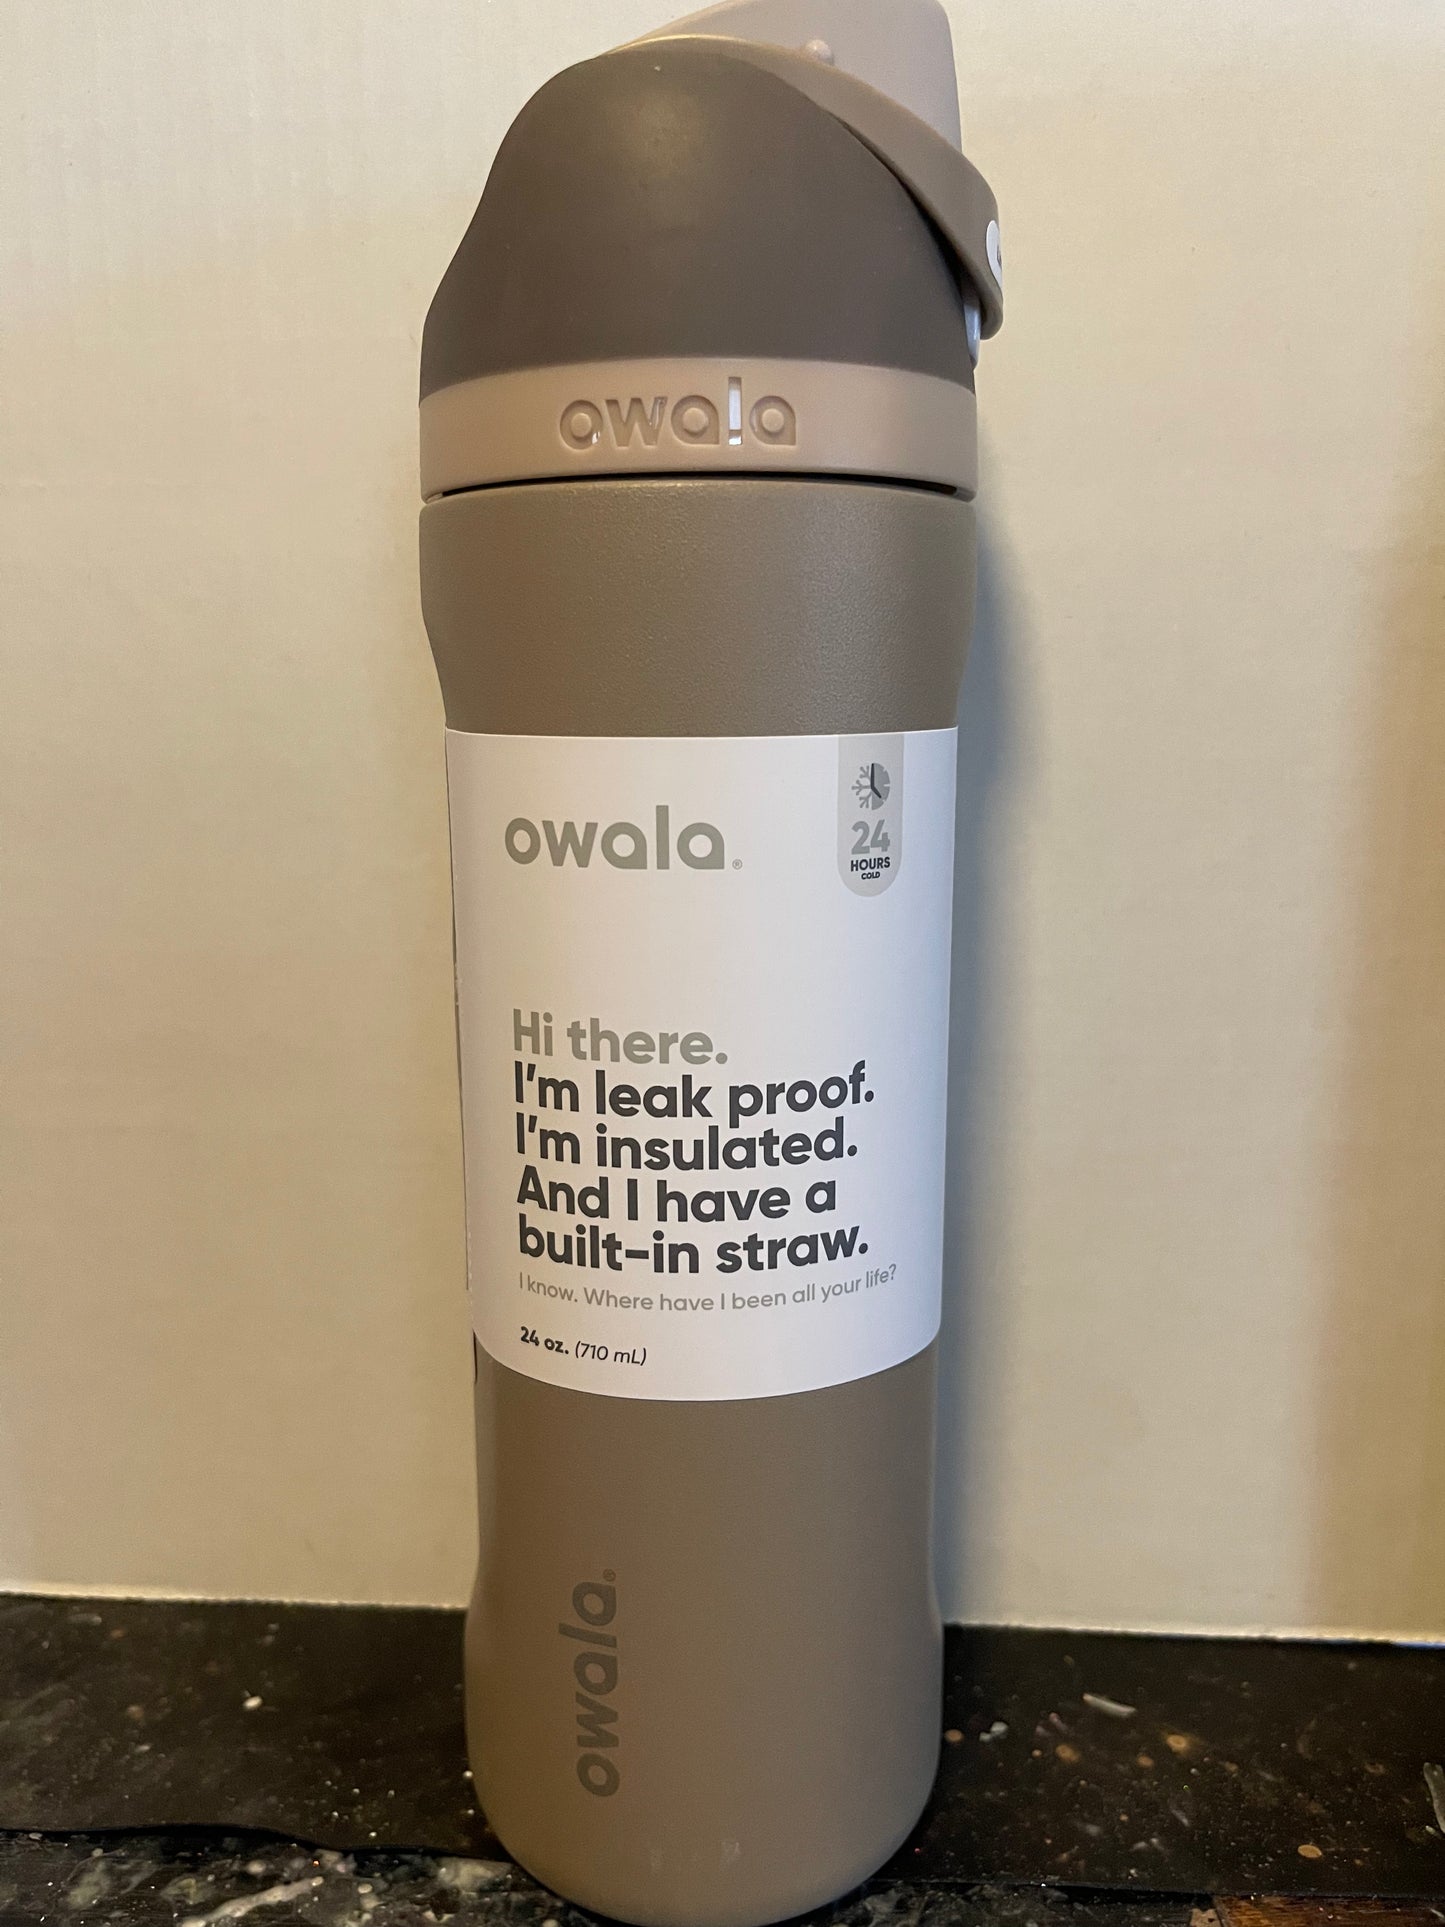 owala
owala®
24
HOURS
COLD
Hi there.
I'm leak proof.
I'm insulated.
And I have a
built-in straw.
I know. Where have I been all your life?
24 oz. (710 mL)
owala®